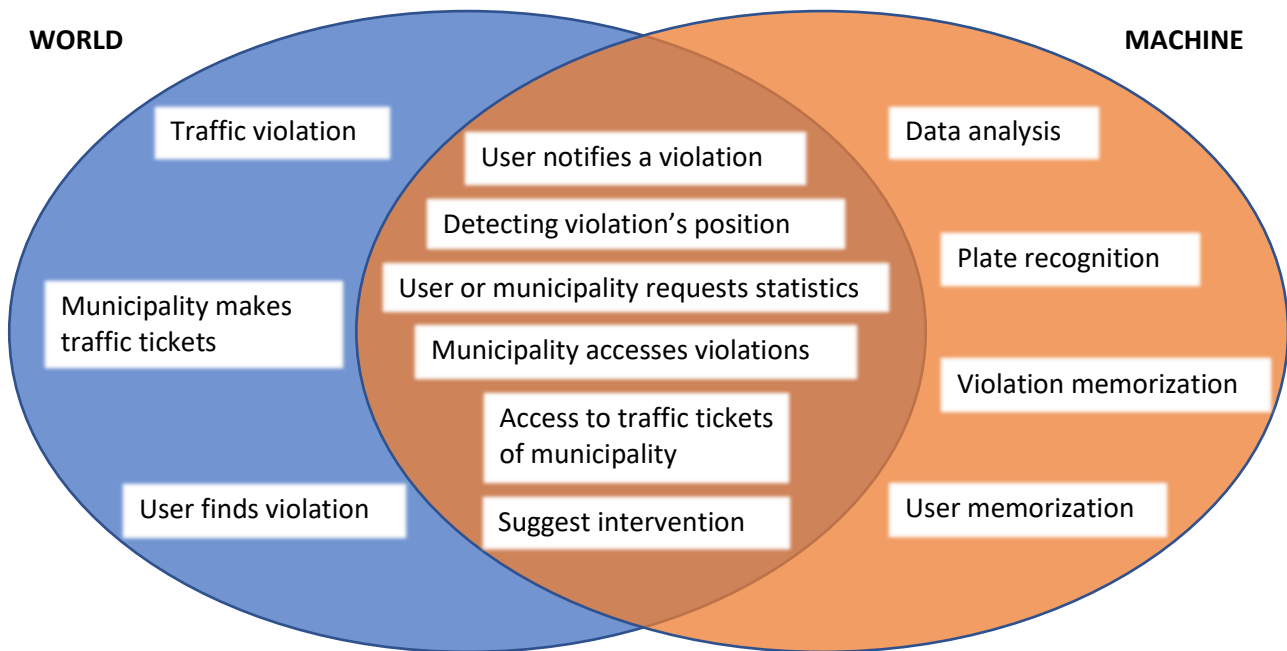 WORLD
MACHINE
Traffic violation
Municipality makes
traffic tickets
User finds violation
User notifies a violation
Detecting violation’s position
User or municipality requests statistics
Municipality accesses violations
Access to traffic tickets
of municipality
Suggest intervention
Data analysis
Plate recognition
Violation memorization
User memorization